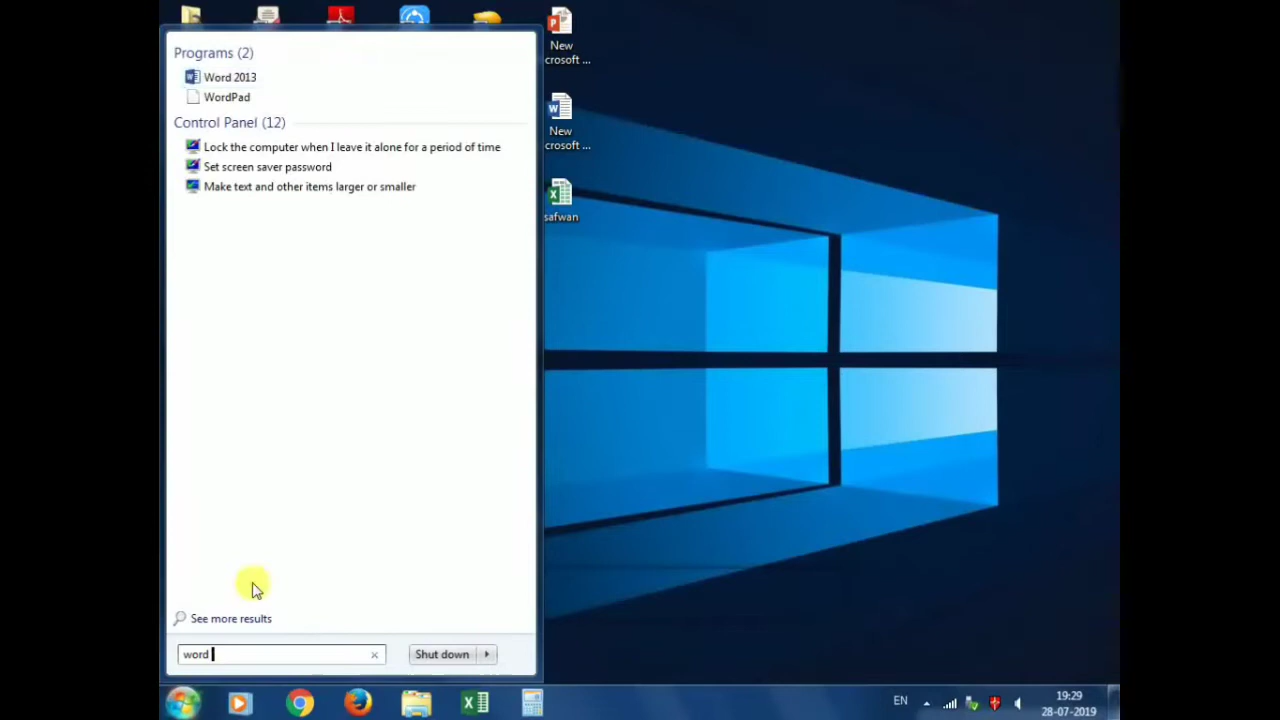 Programs (2)
Word 2013
WordPad
Control Panel (12)
Lock the computer when I leave it alone for a period of time
Set screen saver password
Make text and other items larger or smaller
See more results
word
Shut down
New
crosoft ...
New
crosoft ...
safwan
EN
19:29
28-07-2019